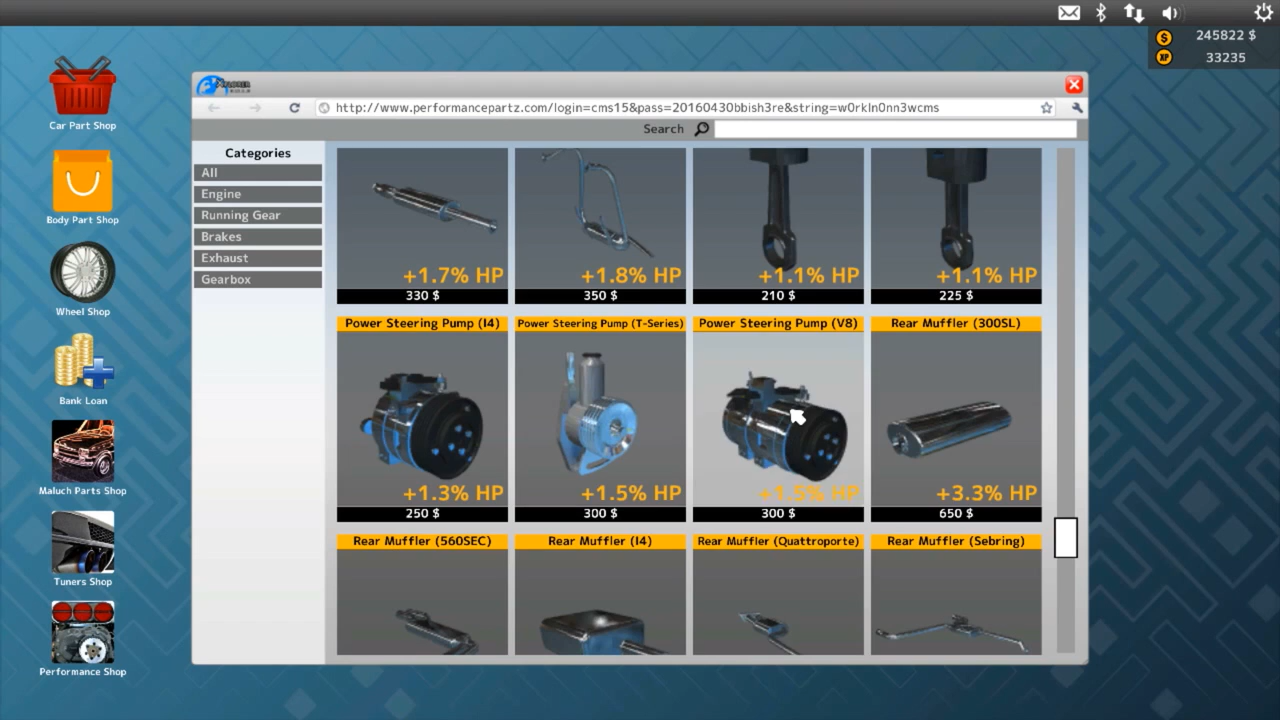 245822 $
33235
Car Part Shop
Body Part Shop
Wheel Shop
Bank Loan
Maluch Parts Shop
Tuners Shop
Performance Shop
http://www.performancepartz.com/login=cms15&pass=20160430bbish3re&string=w0rkIn0nn3wcms
Search
Categories
All
Engine
Running Gear
Brakes
Exhaust
Gearbox
+1.7% HP
330 $
+1.8% HP
350 $
+1.1% HP
210 $
+1.1% HP
225 $
Power Steering Pump (I4)
+1.3% HP
250 $
Power Steering Pump (T-Series)
+1.5% HP
300 $
Power Steering Pump (V8)
+1.5% HP
300 $
Rear Muffler (300SL)
+3.3% HP
650 $
Rear Muffler (560SEC)
Rear Muffler (I4)
Rear Muffler (Quattroporte)
Rear Muffler (Sebring)